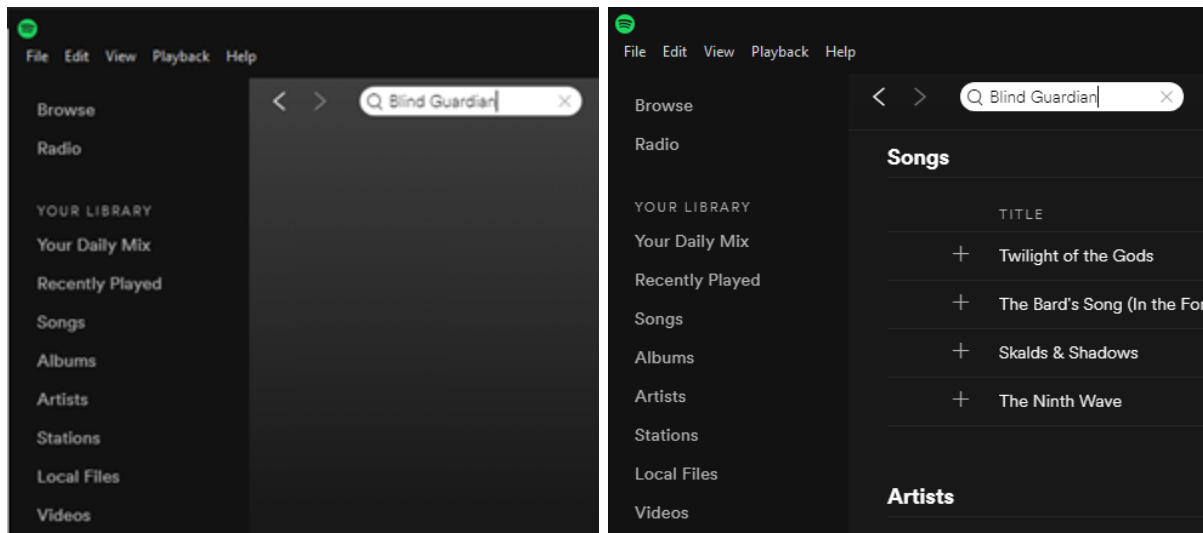 File Edit View Playback Help
Blind Guardian
Browse
Radio
YOUR LIBRARY
Your Daily Mix
Recently Played
Songs
Albums
Artists
Stations
Local Files
Videos
File Edit View Playback Help
Blind Guardian
Browse
Radio
YOUR LIBRARY
Your Daily Mix
Recently Played
Songs
Albums
Artists
Stations
Local Files
Videos
Songs
TITLE
Twilight of the Gods
The Bard's Song (In the For
Skalds & Shadows
The Ninth Wave
Artists